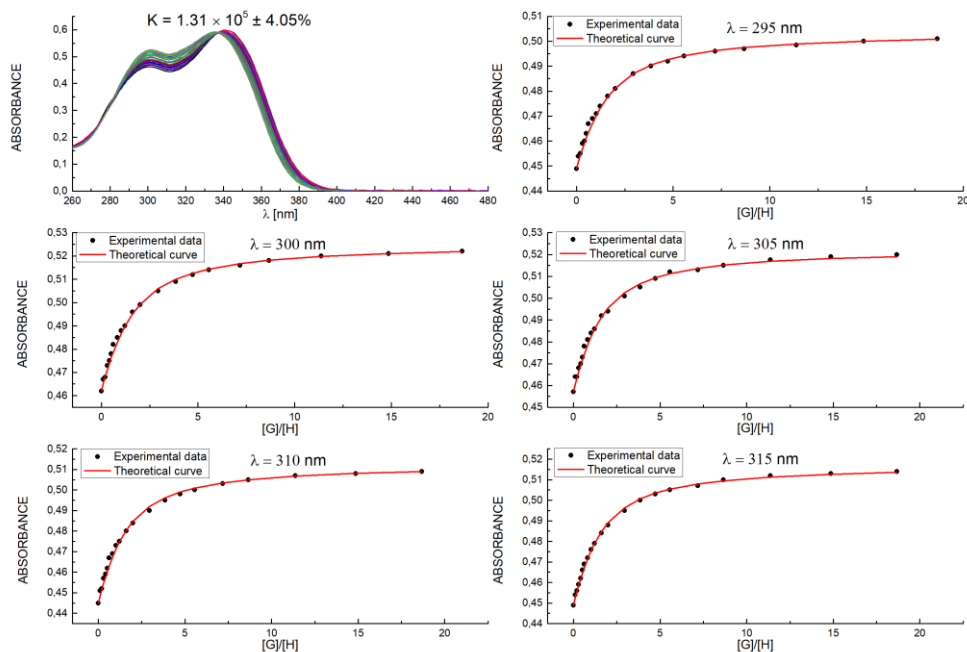 K = 1.31 × 10⁵ ± 4.05%
ABSORBANCE
0,6
0,5
0,4
0,3
0,2
0,1
0,0
260 280 300 320 340 360 380 400 420 440 460 480
λ [nm]
Experimental data
Theoretical curve
λ = 295 nm
ABSORBANCE
0,51
0,50
0,49
0,48
0,47
0,46
0,45
0,44
0 5 10 15 20
[G]/[H]
Experimental data
Theoretical curve
λ = 300 nm
ABSORBANCE
0,53
0,52
0,51
0,50
0,49
0,48
0,47
0,46
0 5 10 15 20
[G]/[H]
Experimental data
Theoretical curve
λ = 305 nm
ABSORBANCE
0,53
0,52
0,51
0,50
0,49
0,48
0,47
0,46
0,45
0 5 10 15 20
[G]/[H]
Experimental data
Theoretical curve
λ = 310 nm
ABSORBANCE
0,52
0,51
0,50
0,49
0,48
0,47
0,46
0,45
0,44
0 5 10 15 20
[G]/[H]
Experimental data
Theoretical curve
λ = 315 nm
ABSORBANCE
0,53
0,52
0,51
0,50
0,49
0,48
0,47
0,46
0,45
0,44
0 5 10 15 20
[G]/[H]